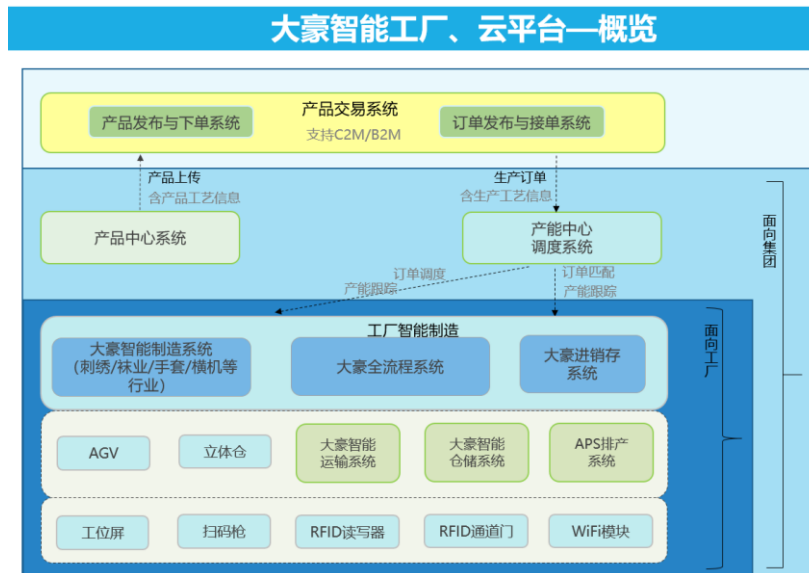 大豪智能工厂、云平台—概览
产品交易系统
产品发布与下单系统
支持C2M/B2M
订单发布与接单系统
产品上传
含产品工艺信息
生产订单
含生产工艺信息
产品中心系统
产能中心
调度系统
面向集团
订单调度
产能跟踪
订单匹配
产能跟踪
工厂智能制造
大豪智能制造系统
(刺绣/袜业/手套/横机等
行业)
大豪全流程系统
大豪进销存
系统
面向工厂
AGV
立体仓
大豪智能
运输系统
大豪智能
仓储系统
APS排产
系统
工位屏
扫码枪
RFID读写器
RFID通道门
WiFi模块